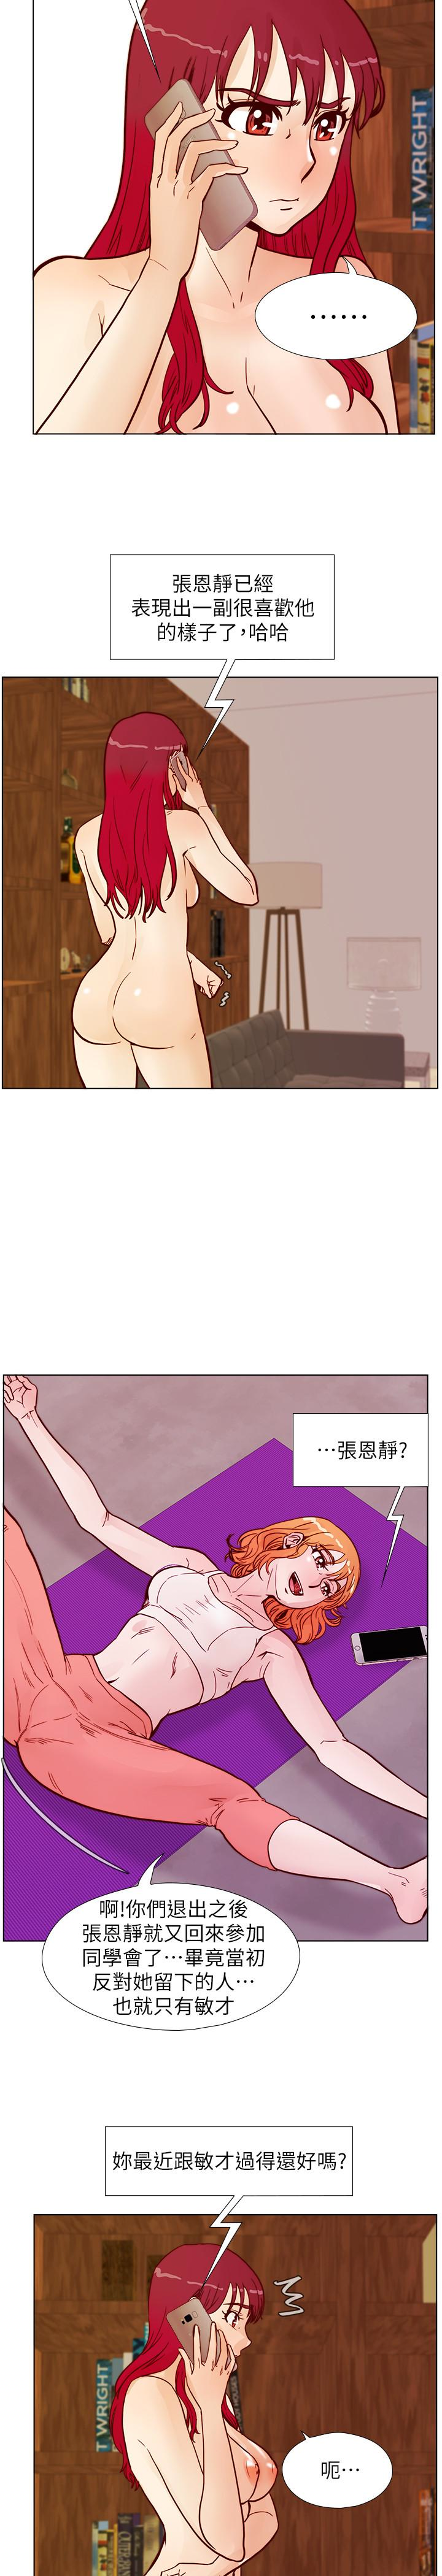 T WRIGHT
······
張恩靜已經
表現出一副很喜歡他
的樣子了,哈哈
···張恩靜?
啊!你們退出之後
張恩靜就又回來參加
同學會了···畢竟當初
反對她留下的人···
也就只有敏才
妳最近跟敏才過得還好嗎?
T WRIGHT
呃···